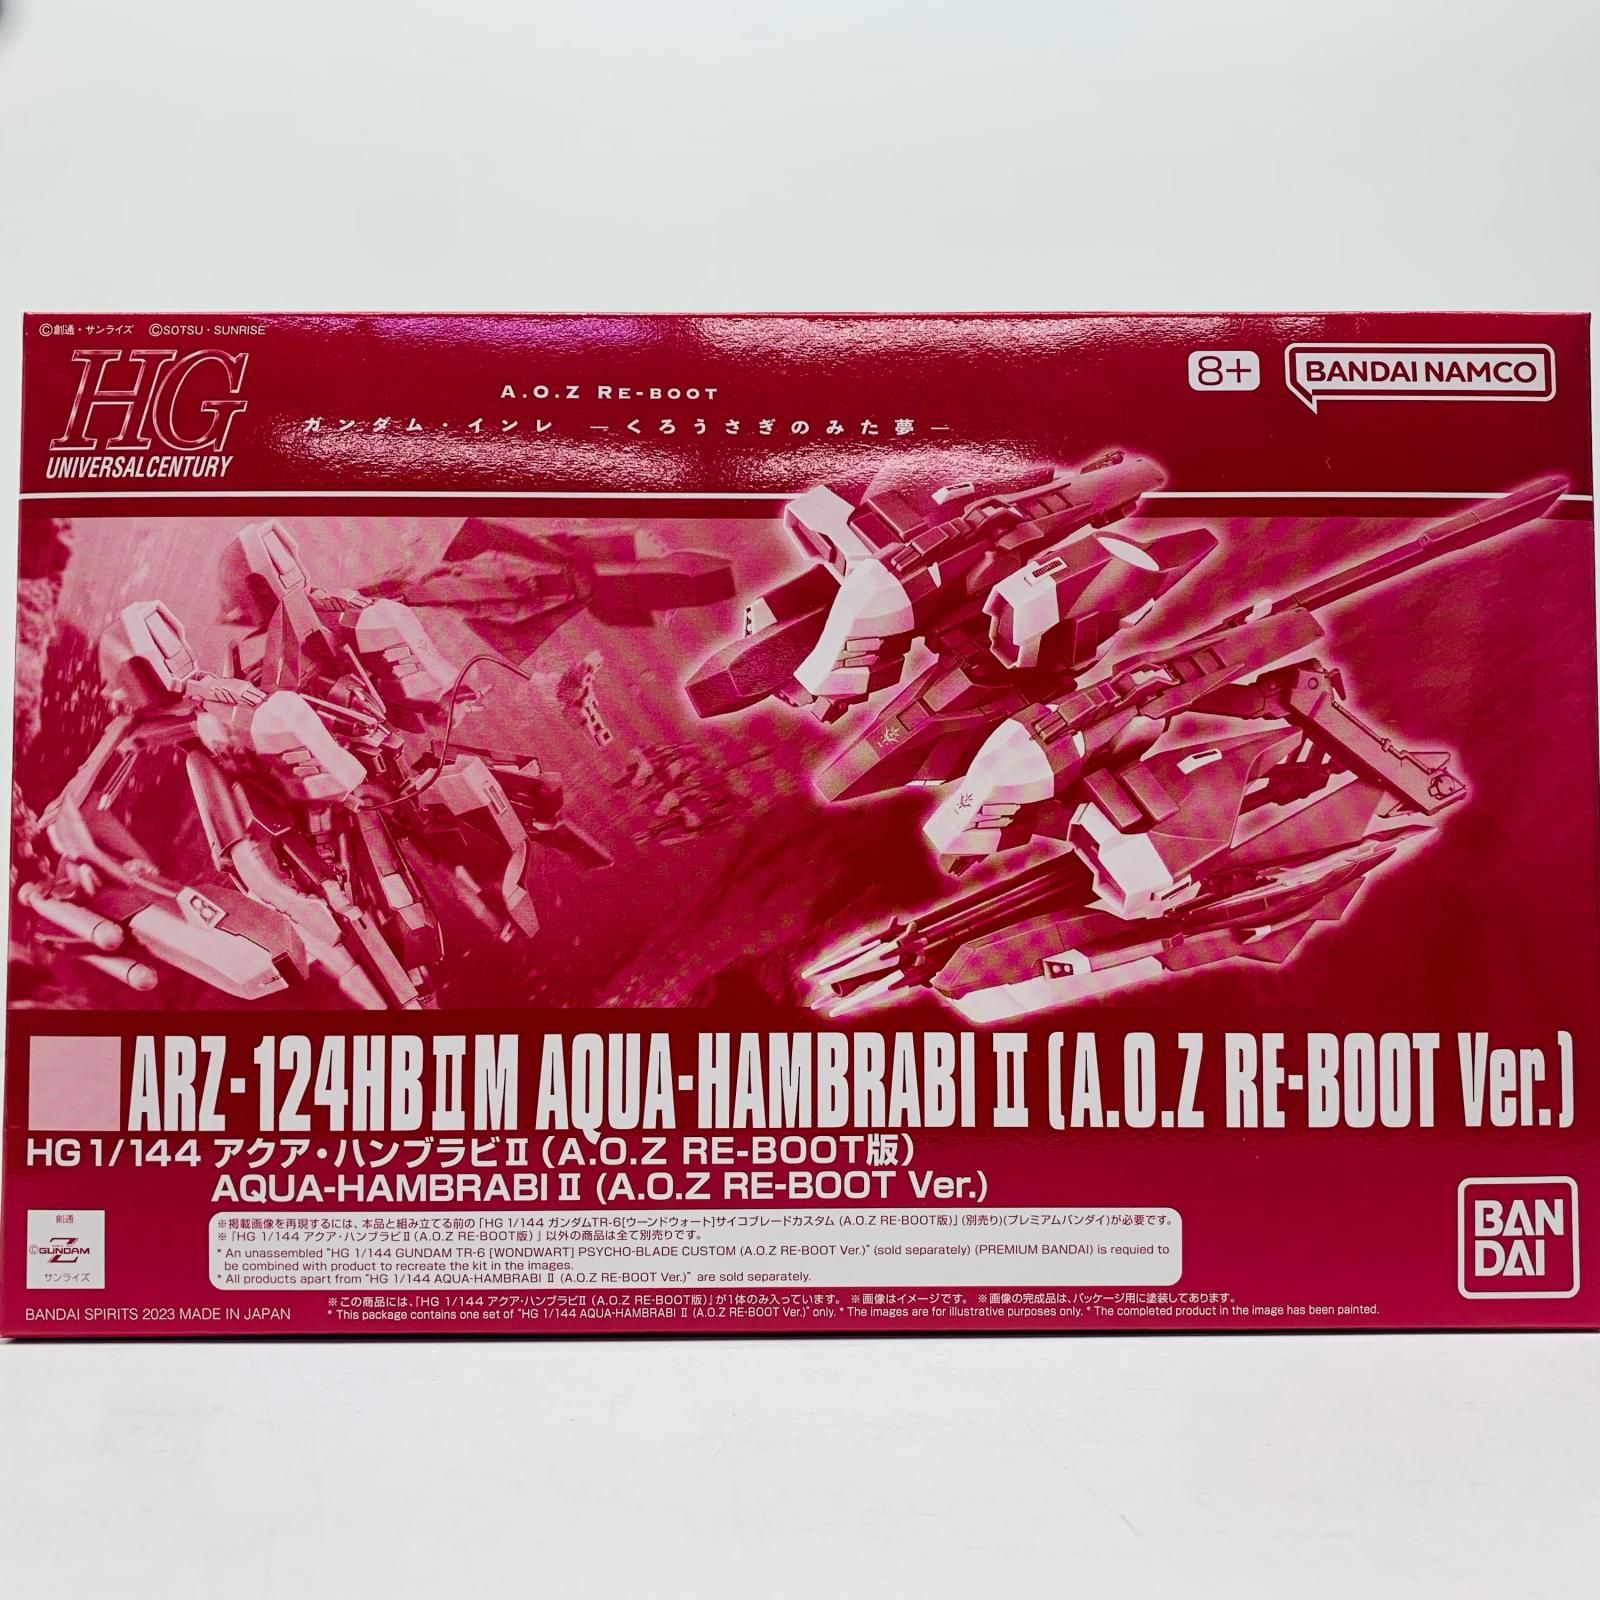 ©創通・サンライズ ©SOTSU・SUNRISE
HG
UNIVERSAL CENTURY
A.O.Z RE-BOOT
ガンダム・インレ ―くろうさぎのみた夢―
8+
BANDAI NAMCO
8
8
ARZ-124HBⅡM AQUA-HAMBRABIⅡ (A.O.Z RE-BOOT Ver.)
HG 1/144 アクア・ハンブラビⅡ (A.O.Z RE-BOOT版)
AQUA-HAMBRABIⅡ (A.O.Z RE-BOOT Ver.)
創通
©Z GUNDAM
サンライズ
※掲載画像を再現するには、本品と組み立てる前の「HG 1/144 ガンダムTR-6[ウーンドウォート]サイコブレードカスタム (A.O.Z RE-BOOT版)」(別売り)(プレミアムバンダイ)が必要です。
※「HG 1/144 アクア・ハンブラビⅡ (A.O.Z RE-BOOT版)」以外の商品は全て別売りです。
* An unassembled "HG 1/144 GUNDAM TR-6 [WONDWART] PSYCHO-BLADE CUSTOM (A.O.Z RE-BOOT Ver.)" (sold separately) (PREMIUM BANDAI) is requied to
be combined with product to recreate the kit in the images.
* All products apart from "HG 1/144 AQUA-HAMBRABI Ⅱ (A.O.Z RE-BOOT Ver.)" are sold separately.
BAN
DAI
BANDAI SPIRITS 2023 MADE IN JAPAN
※この商品には、「HG 1/144 アクア・ハンブラビⅡ (A.O.Z RE-BOOT版)」が1体のみ入っています。 ※画像はイメージです。 ※画像の完成品は、パッケージ用に塗装してあります。
* This package contains one set of "HG 1/144 AQUA-HAMBRABI Ⅱ (A.O.Z RE-BOOT Ver.)" only. * The images are for illustrative purposes only. * The completed product in the image has been painted.